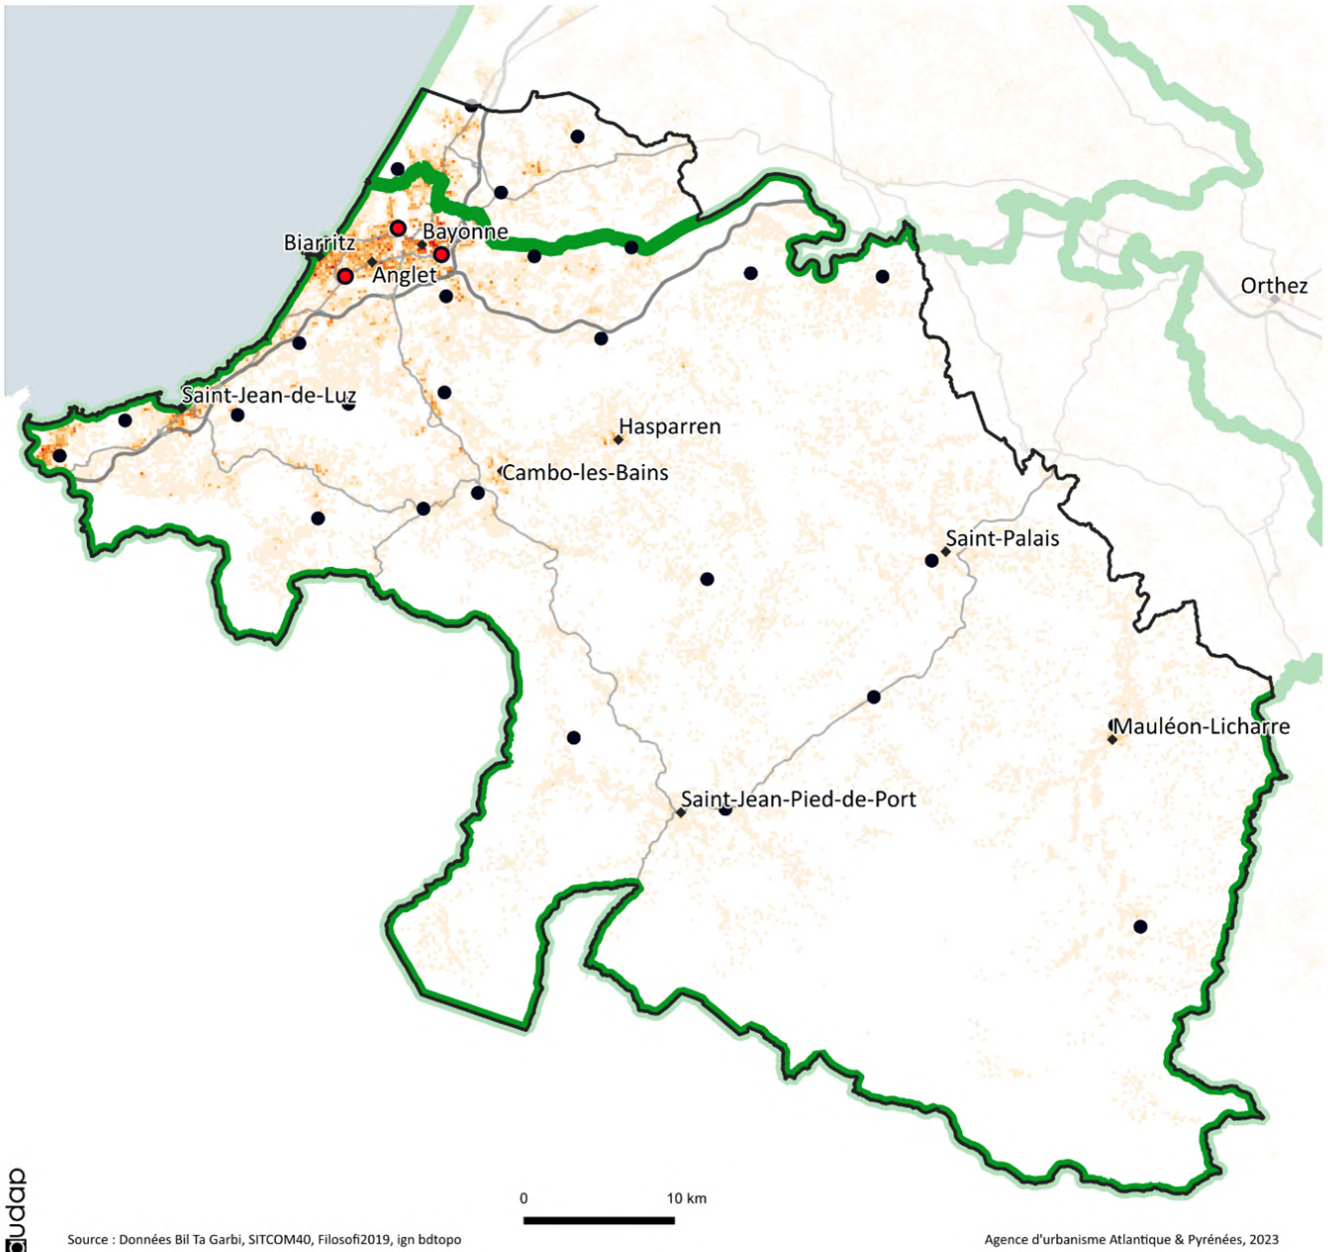 Bayonne
Biarritz
Anglet
Orthez
Saint-Jean-de-Luz
Hasparren
Cambo-les-Bains
Saint-Palais
Mauléon-Licharre
Saint-Jean-Pied-de-Port
audap
0 10 km
Source : Données Bil Ta Garbi, SITCOM40, Filosofi2019, ign bdtopo
Agence d'urbanisme Atlantique & Pyrénées, 2023